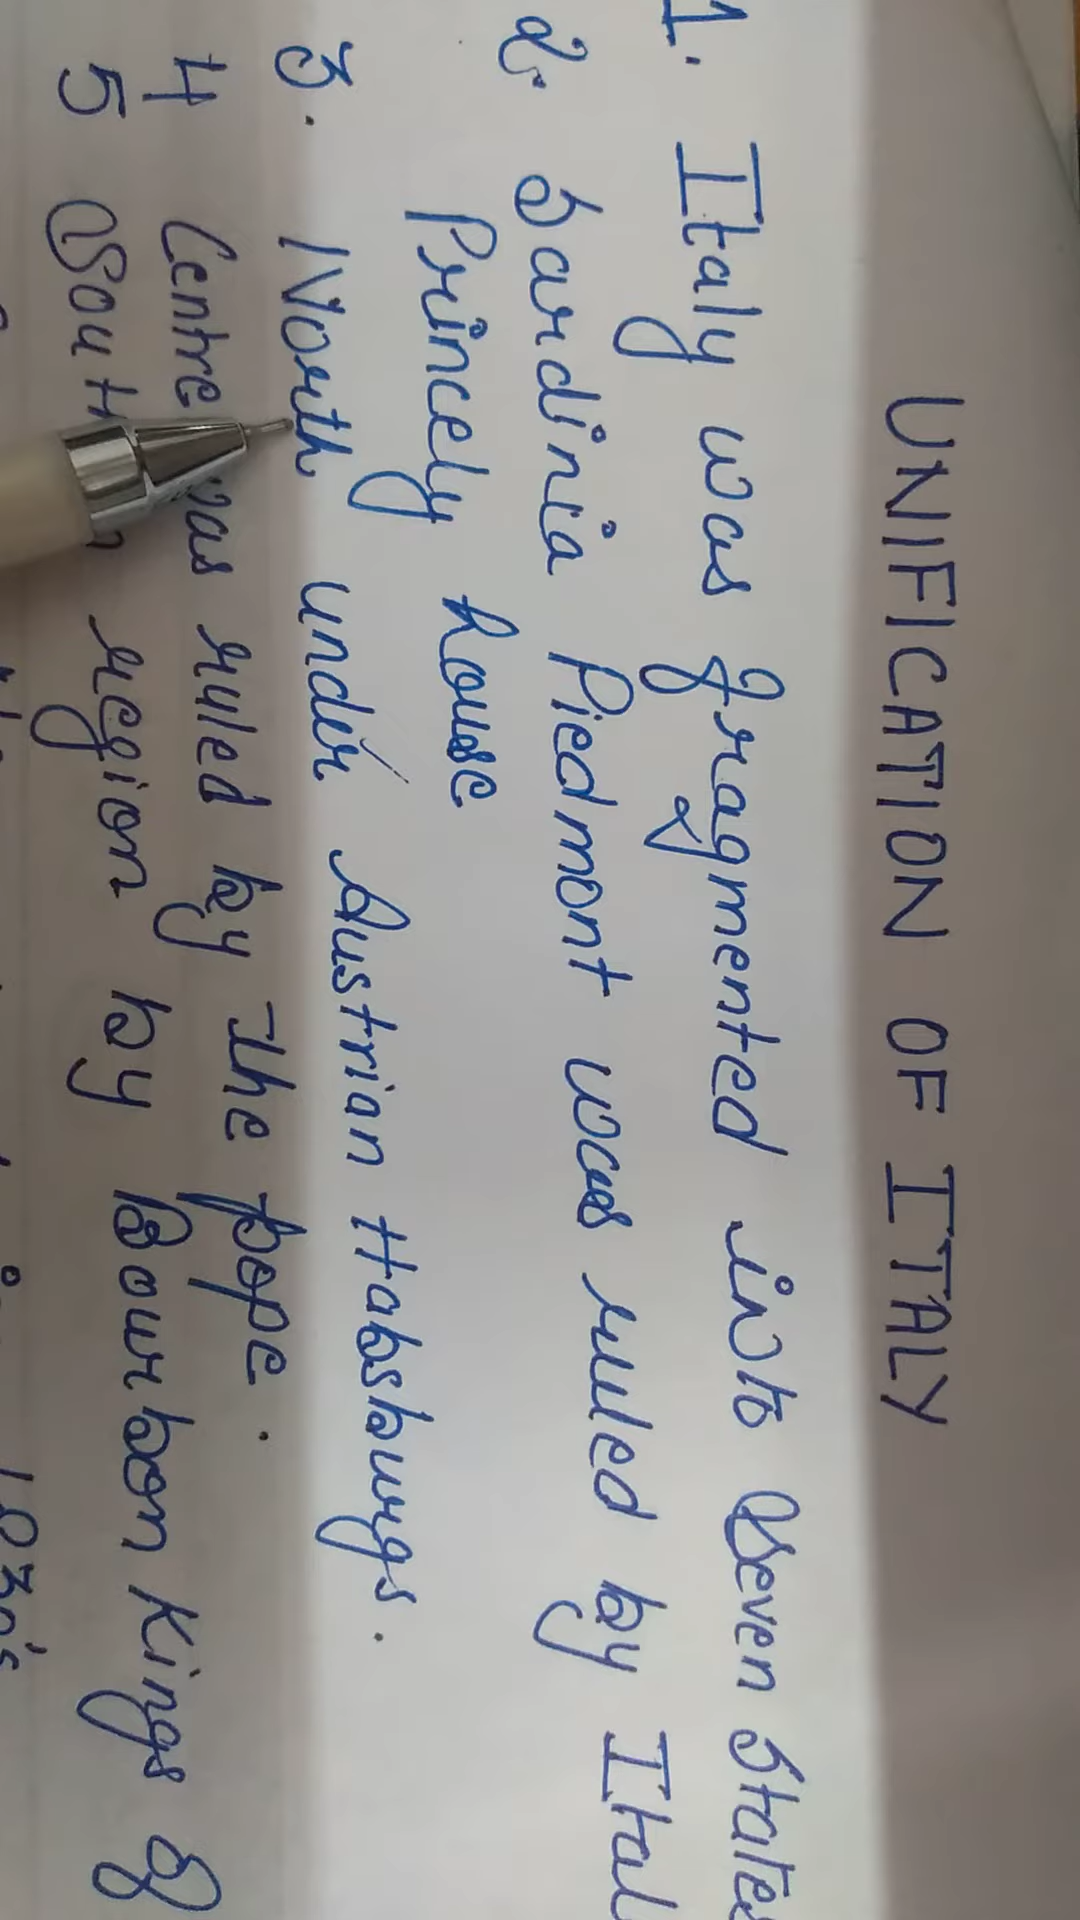 UNIFICATION OF ITALY
1. Italy was fragmented into seven States
2. Sardinia Piedmont was ruled by Ital
Princely house
3. North under Austrian Habsburgs.
4 Centre was ruled by the pope.
5 South region by Bourbon Kings of
1830's